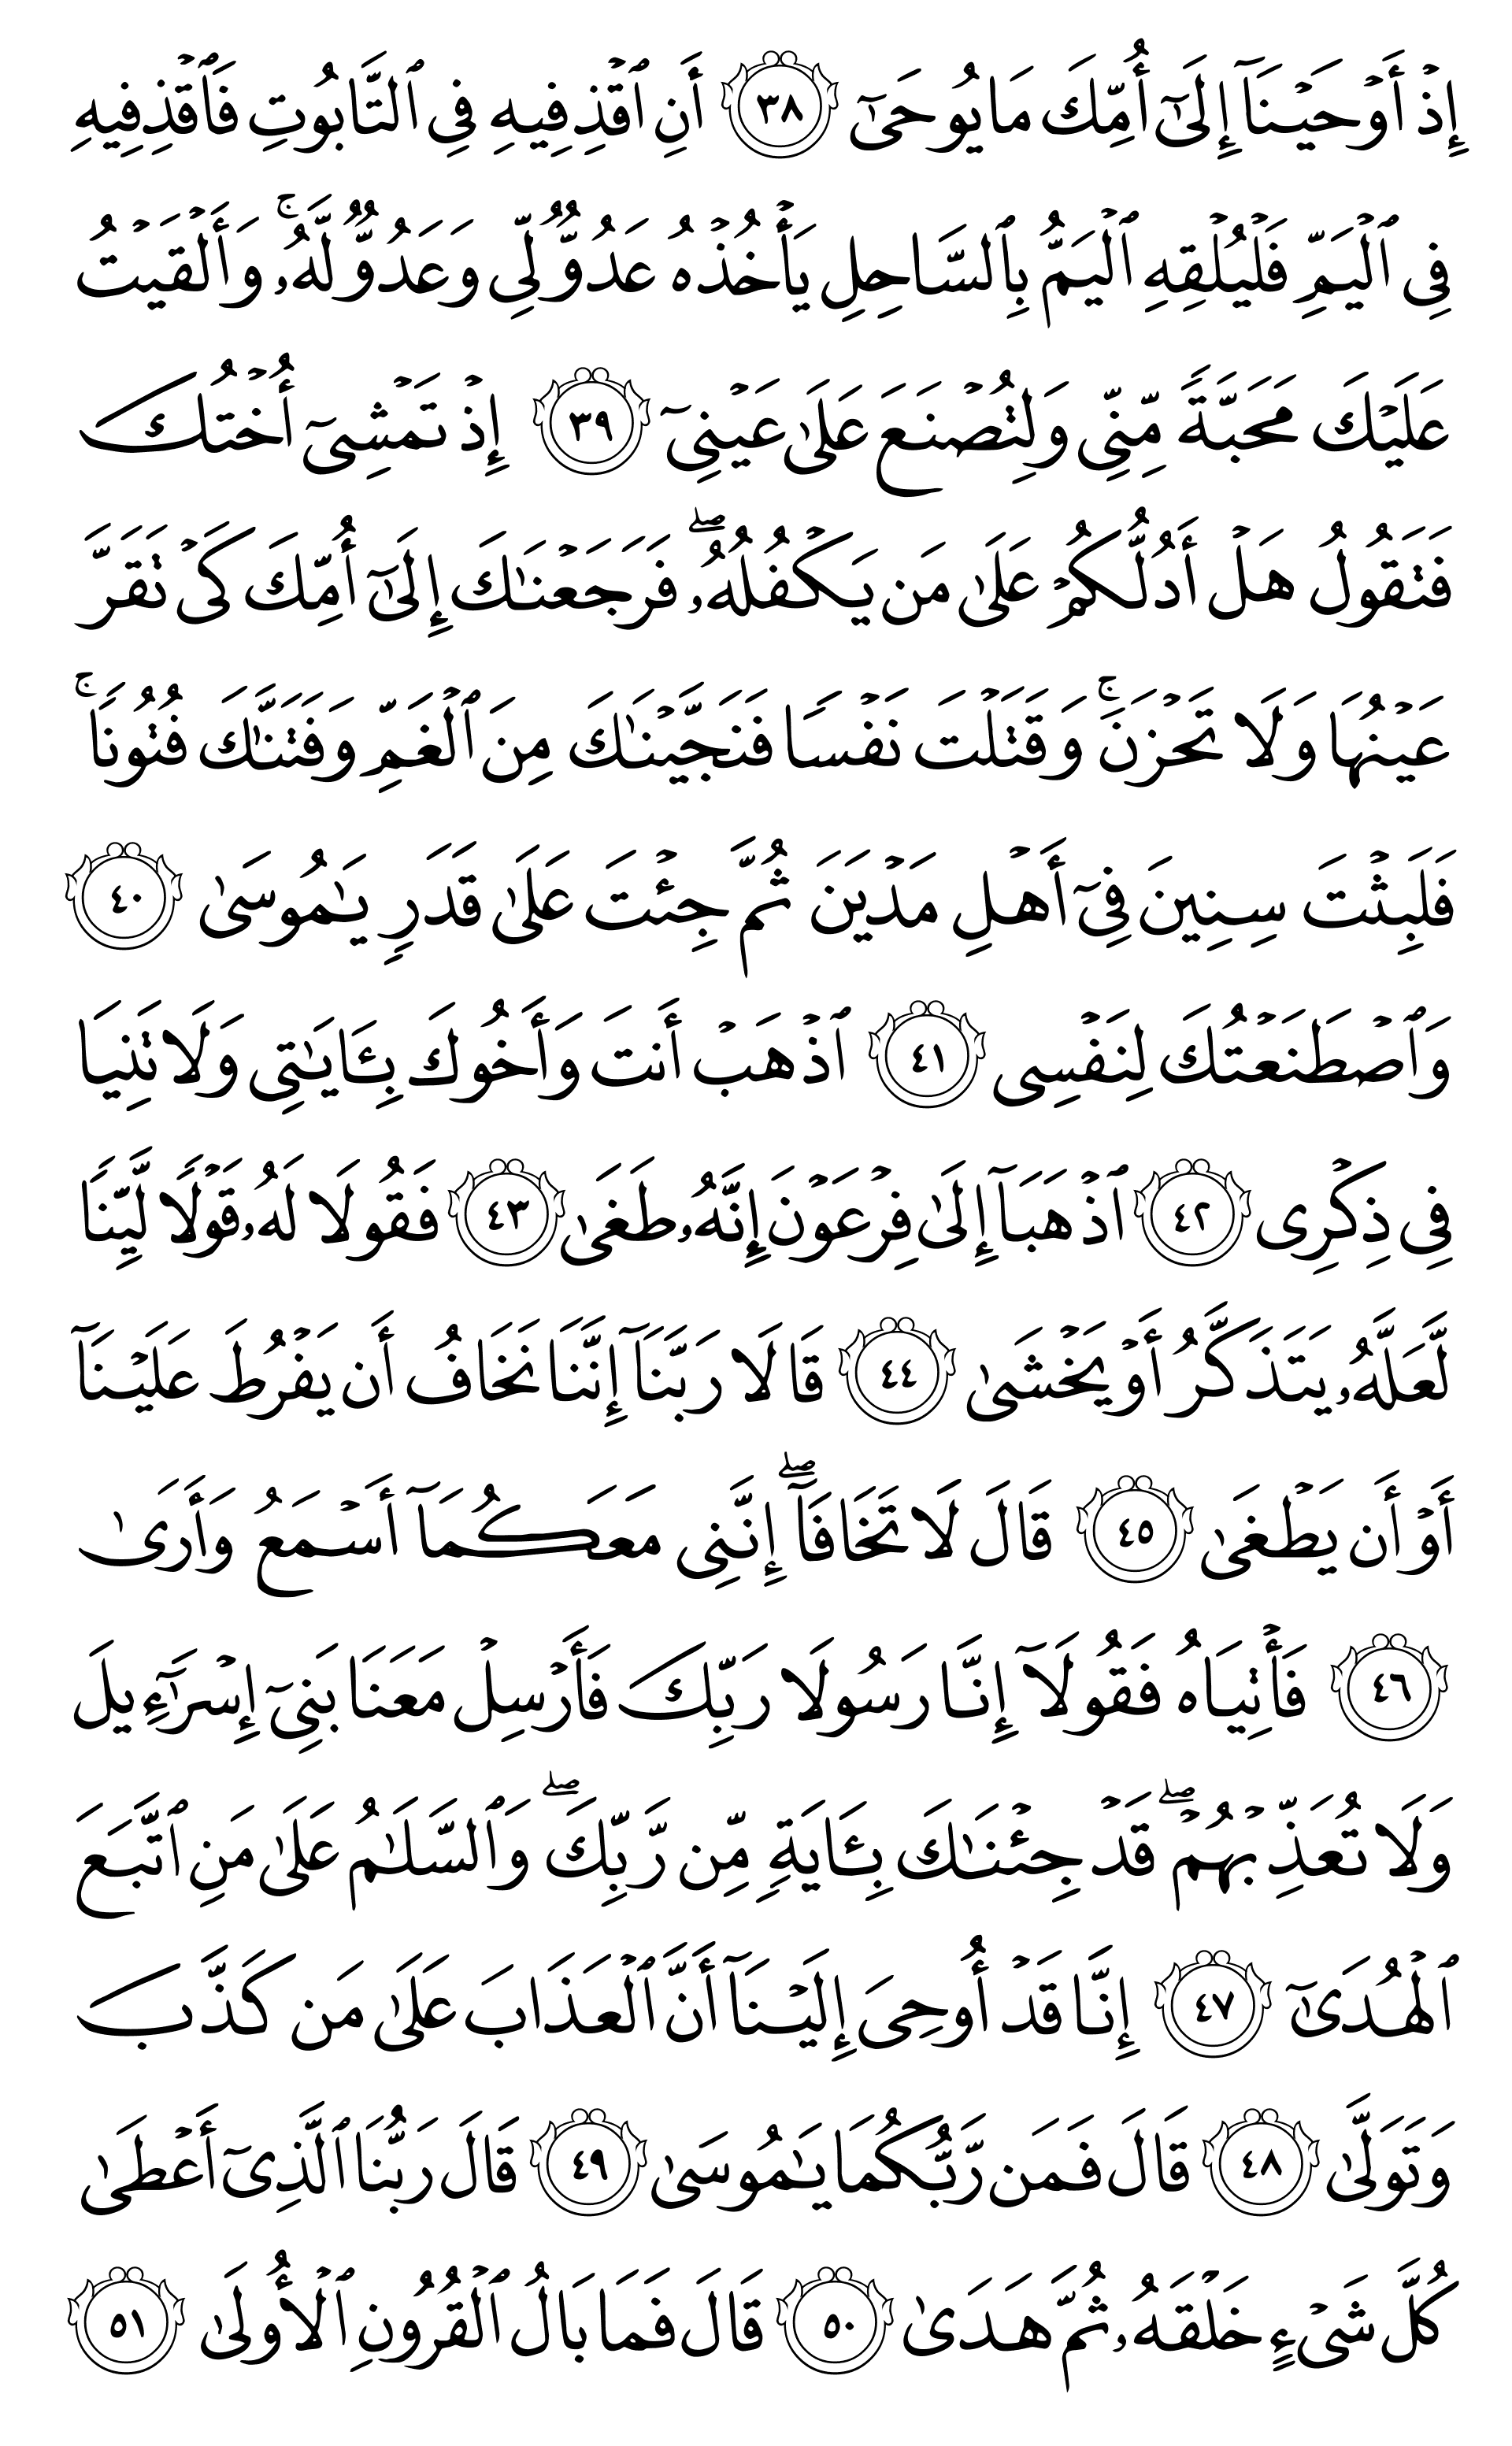 إِذۡ أَوۡحَيۡنَآ إِلَىٰٓ أُمِّكَ مَا يُوحَىٰٓ ٣٨ أَنِ ٱقۡذِفِيهِ فِي ٱلتَّابُوتِ فَٱقۡذِفِيهِ
فِي ٱلۡيَمِّ فَلۡيُلۡقِهِ ٱلۡيَمُّ بِٱلسَّاحِلِ يَأۡخُذۡهُ عَدُوّٞ لِّي وَعَدُوّٞ لَّهُۥۚ وَأَلۡقَيۡتُ
عَلَيۡكَ مَحَبَّةٗ مِّنِّي وَلِتُصۡنَعَ عَلَىٰ عَيۡنِيٓ ٣٩ إِذۡ تَمۡشِيٓ أُخۡتُكَ
فَتَقُولُ هَلۡ أَدُلُّكُمۡ عَلَىٰ مَن يَكۡفُلُهُۥۖ فَرَجَعۡنَٰكَ إِلَىٰٓ أُمِّكَ كَيۡ تَقَرَّ
عَيۡنُهَا وَلَا تَحۡزَنَۚ وَقَتَلۡتَ نَفۡسٗا فَنَجَّيۡنَٰكَ مِنَ ٱلۡغَمِّ وَفَتَنَّٰكَ فُتُونٗاۚ
فَلَبِثۡتَ سِنِينَ فِيٓ أَهۡلِ مَدۡيَنَ ثُمَّ جِئۡتَ عَلَىٰ قَدَرٖ يَٰمُوسَىٰ ٤٠
وَٱصۡطَنَعۡتُكَ لِنَفۡسِي ٤١ ٱذۡهَبۡ أَنتَ وَأَخُوكَ بِـَٔايَٰتِي وَلَا تَنِيَا
فِي ذِكۡرِي ٤٢ ٱذۡهَبَآ إِلَىٰ فِرۡعَوۡنَ إِنَّهُۥ طَغَىٰ ٤٣ فَقُولَا لَهُۥ قَوۡلٗا لَّيِّنٗا
لَّعَلَّهُۥ يَتَذَكَّرُ أَوۡ يَخۡشَىٰ ٤٤ قَالَا رَبَّنَآ إِنَّنَا نَخَافُ أَن يَفۡرُطَ عَلَيۡنَآ
أَوۡ أَن يَطۡغَىٰ ٤٥ قَالَ لَا تَخَافَآۖ إِنَّنِي مَعَكُمَآ أَسۡمَعُ وَأَرَىٰ
٤٦ فَأۡتِيَاهُ فَقُولَآ إِنَّا رَسُولَا رَبِّكَ فَأَرۡسِلۡ مَعَنَا بَنِيٓ إِسۡرَٰٓءِيلَ
وَلَا تُعَذِّبۡهُمۡۖ قَدۡ جِئۡنَٰكَ بِـَٔايَةٖ مِّن رَّبِّكَۖ وَٱلسَّلَٰمُ عَلَىٰ مَنِ ٱتَّبَعَ
ٱلۡهُدَىٰٓ ٤٧ إِنَّا قَدۡ أُوحِيَ إِلَيۡنَآ أَنَّ ٱلۡعَذَابَ عَلَىٰ مَن كَذَّبَ
وَتَوَلَّىٰ ٤٨ قَالَ فَمَن رَّبُّكُمَا يَٰمُوسَىٰ ٤٩ قَالَ رَبُّنَا ٱلَّذِيٓ أَعۡطَىٰ
كُلَّ شَيۡءٍ خَلۡقَهُۥ ثُمَّ هَدَىٰ ٥٠ قَالَ فَمَا بَالُ ٱلۡقُرُونِ ٱلۡأُولَىٰ ٥١